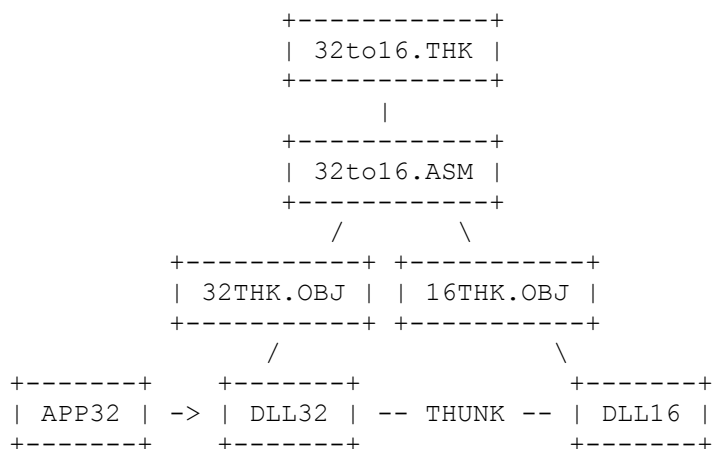 +------------+
| 32to16.THK |
+------------+
|
+------------+
| 32to16.ASM |
+------------+
/ \
+-----------+ +-----------+
| 32THK.OBJ | | 16THK.OBJ |
+-----------+ +-----------+
/ \
+-------+ +-------+ +-------+
| APP32 | -> | DLL32 | -- THUNK -- | DLL16 |
+-------+ +-------+ +-------+